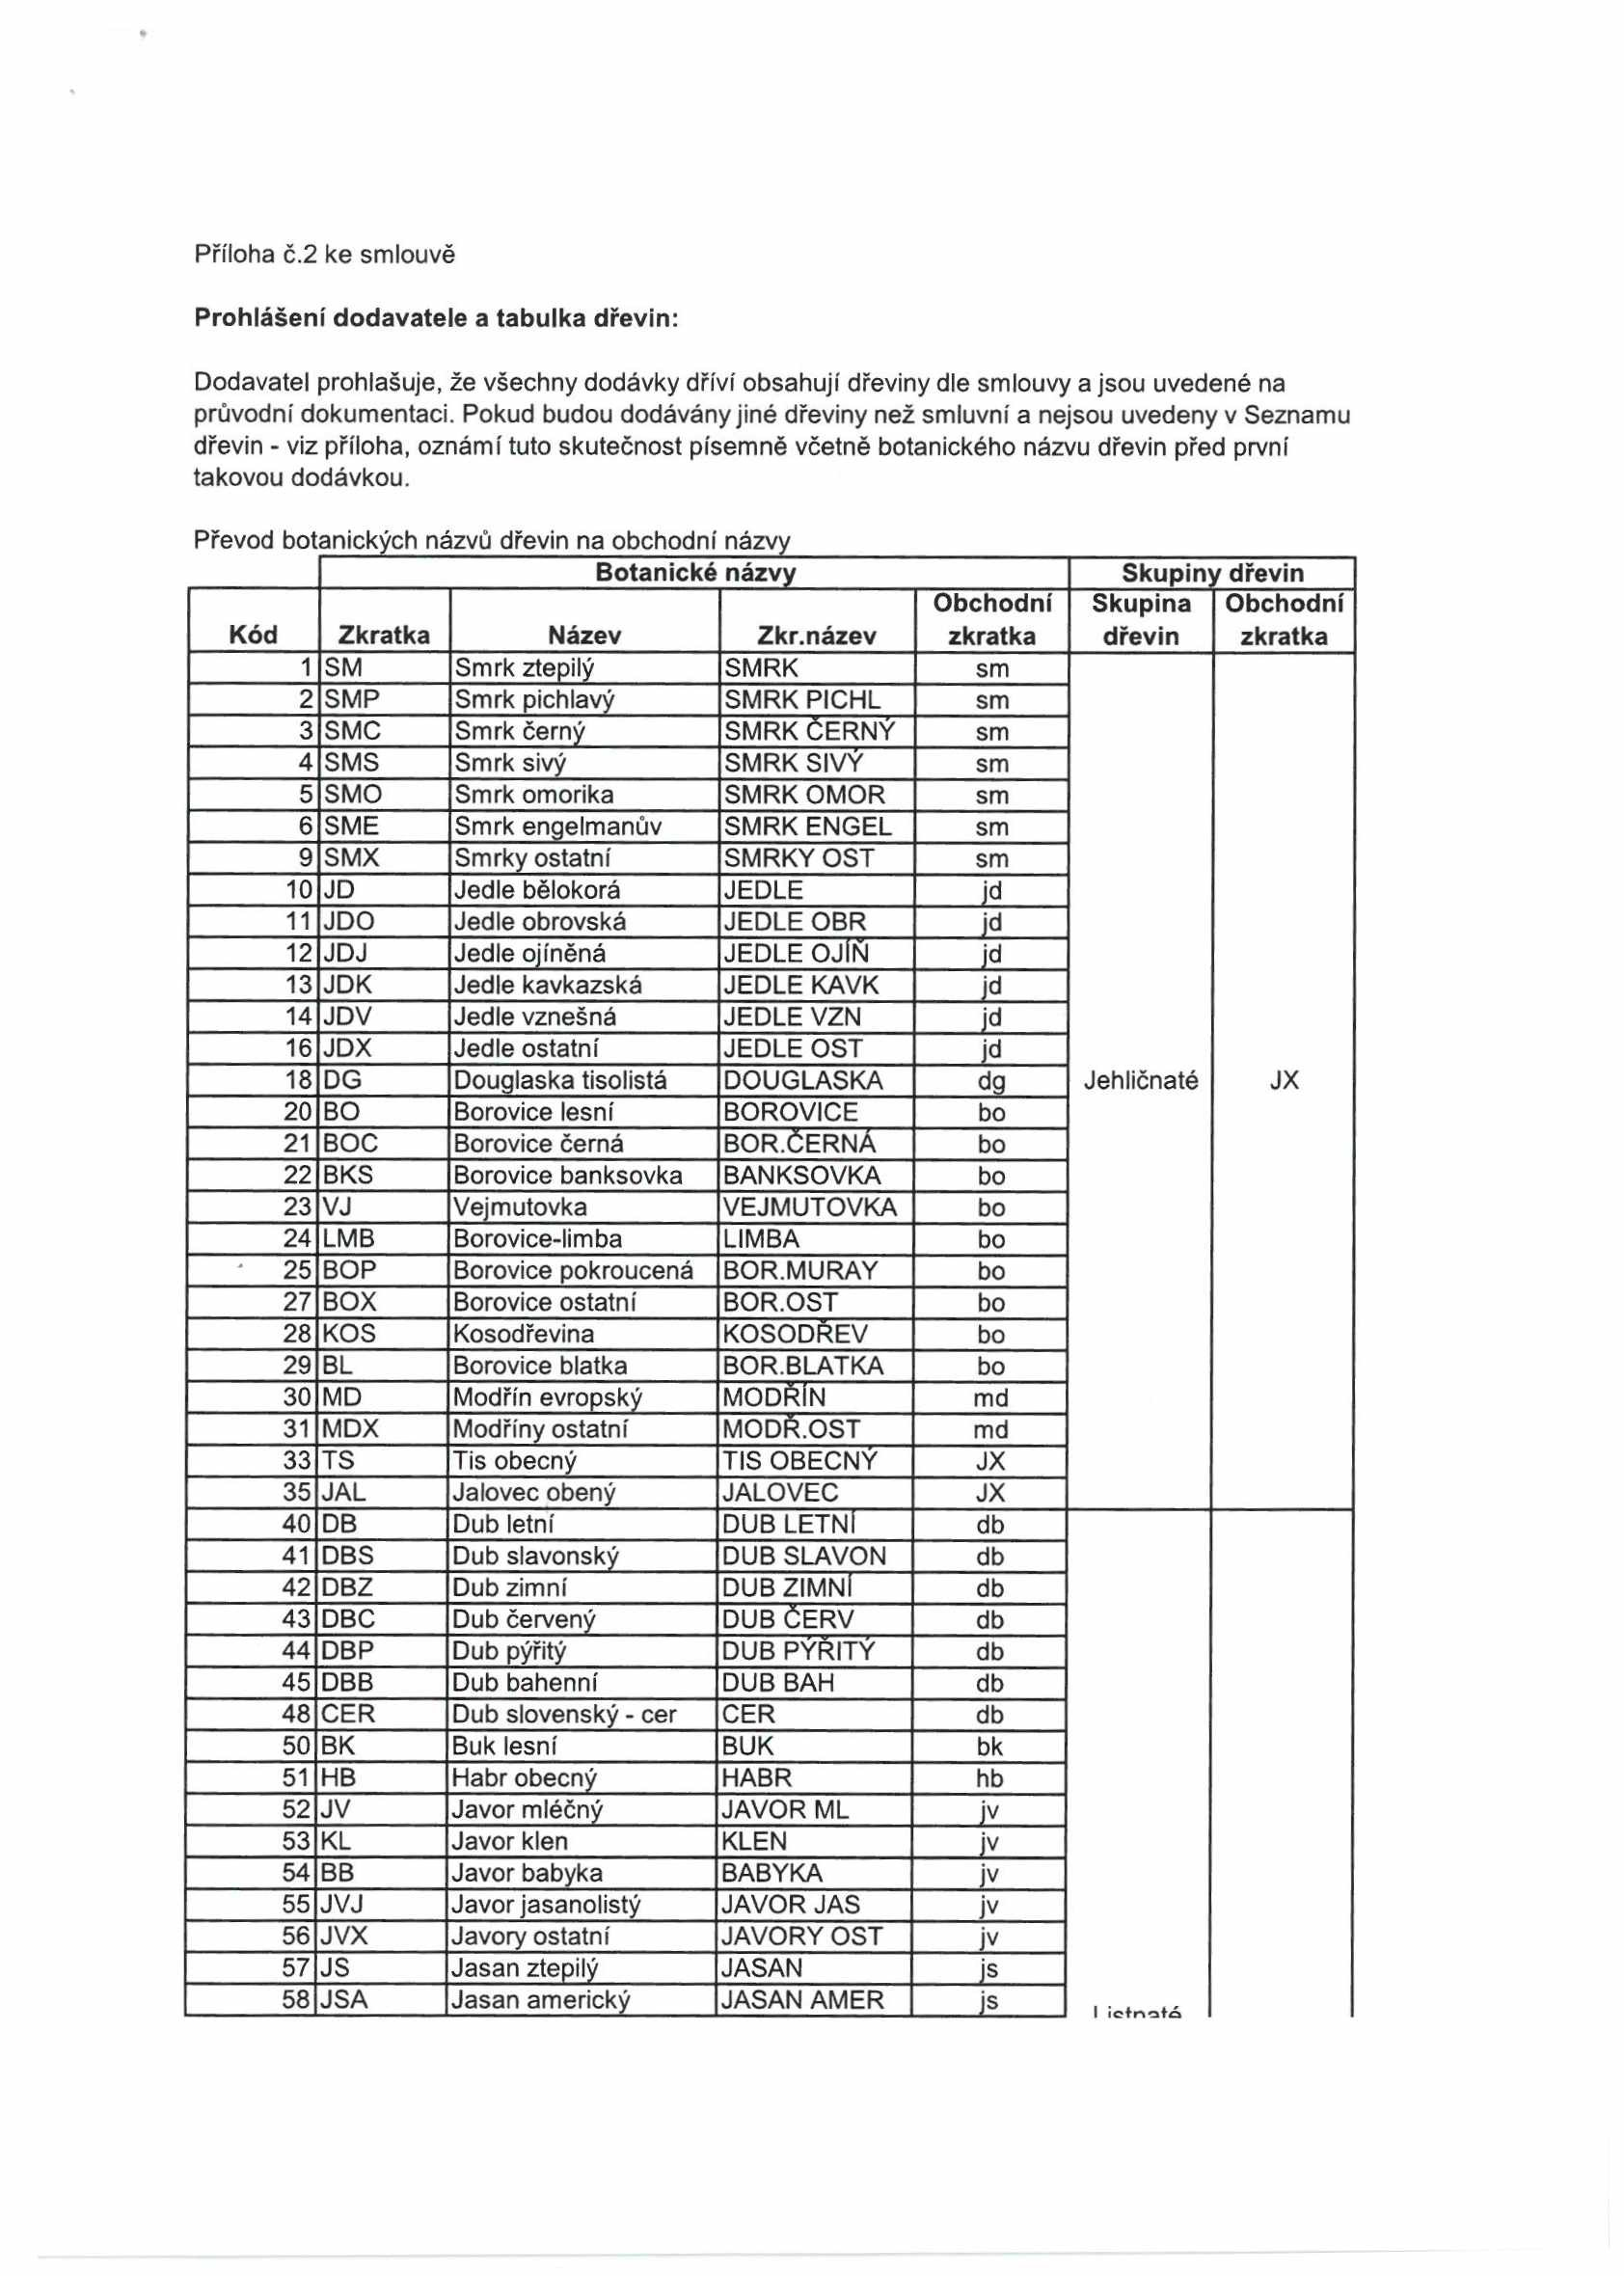 Příloha č.2 ke smlouvě
Prohlášení dodavatele a tabulka dřevin:
Dodavatel prohlašuje, že všechny dodávky dříví obsahují dřeviny dle smlouvy a jsou uvedené na
průvodní dokumentaci. Pokud budou dodávány jiné dřeviny než smluvní a nejsou uvedeny v Seznamu
dřevin - viz příloha, oznámí tuto skutečnost písemně včetně botanického názvu dřevin před první
takovou dodávkou.
Převod botanických názvů dřevin na obchodní názvy
Botanické názvy Skupiny dřevin
Kód Zkratka Název Zkr.název Obchodní zkratka Skupina dřevin Obchodní zkratka
1 SM Smrk ztepilý SMRK sm
2 SMP Smrk pichlavý SMRK PICHL sm
3 SMC Smrk černý SMRK ČERNÝ sm
4 SMS Smrk sivý SMRK SIVÝ sm
5 SMO Smrk omorika SMRK OMOR sm
6 SME Smrk engelmanův SMRK ENGEL sm
9 SMX Smrky ostatní SMRKY OST sm
10 JD Jedle bělokorá JEDLE jd
11 JDO Jedle obrovská JEDLE OBR jd
12 JDJ Jedle ojíněná JEDLE OJÍŇ jd
13 JDK Jedle kavkazská JEDLE KAVK jd
14 JDV Jedle vznešná JEDLE VZN jd
16 JDX Jedle ostatní JEDLE OST jd
18 DG Douglaska tisolistá DOUGLASKA dg Jehličnaté JX
20 BO Borovice lesní BOROVICE bo
21 BOC Borovice černá BOR.ČERNÁ bo
22 BKS Borovice banksovka BANKSOVKA bo
23 VJ Vejmutovka VEJMUTOVKA bo
24 LMB Borovice-limba LIMBA bo
25 BOP Borovice pokroucená BOR.MURAY bo
27 BOX Borovice ostatní BOR.OST bo
28 KOS Kosodřevina KOSODŘEV bo
29 BL Borovice blatka BOR.BLATKA bo
30 MD Modřín evropský MODŘÍN md
31 MDX Modříny ostatní MODŘ.OST md
33 TS Tis obecný TIS OBECNÝ JX
35 JAL Jalovec obený JALOVEC JX
40 DB Dub letní DUB LETNÍ db
41 DBS Dub slavonský DUB SLAVON db
42 DBZ Dub zimní DUB ZIMNÍ db
43 DBC Dub červený DUB ČERV db
44 DBP Dub pýřitý DUB PÝŘITÝ db
45 DBB Dub bahenní DUB BAH db
48 CER Dub slovenský - cer CER db
50 BK Buk lesní BUK bk
51 HB Habr obecný HABR hb
52 JV Javor mléčný JAVOR ML jv
53 KL Javor klen KLEN jv
54 BB Javor babyka BABYKA jv
55 JVJ Javor jasanolistý JAVOR JAS jv
56 JVX Javory ostatní JAVORY OST jv
57 JS Jasan ztepilý JASAN js
58 JSA Jasan americký JASAN AMER js Listnaté